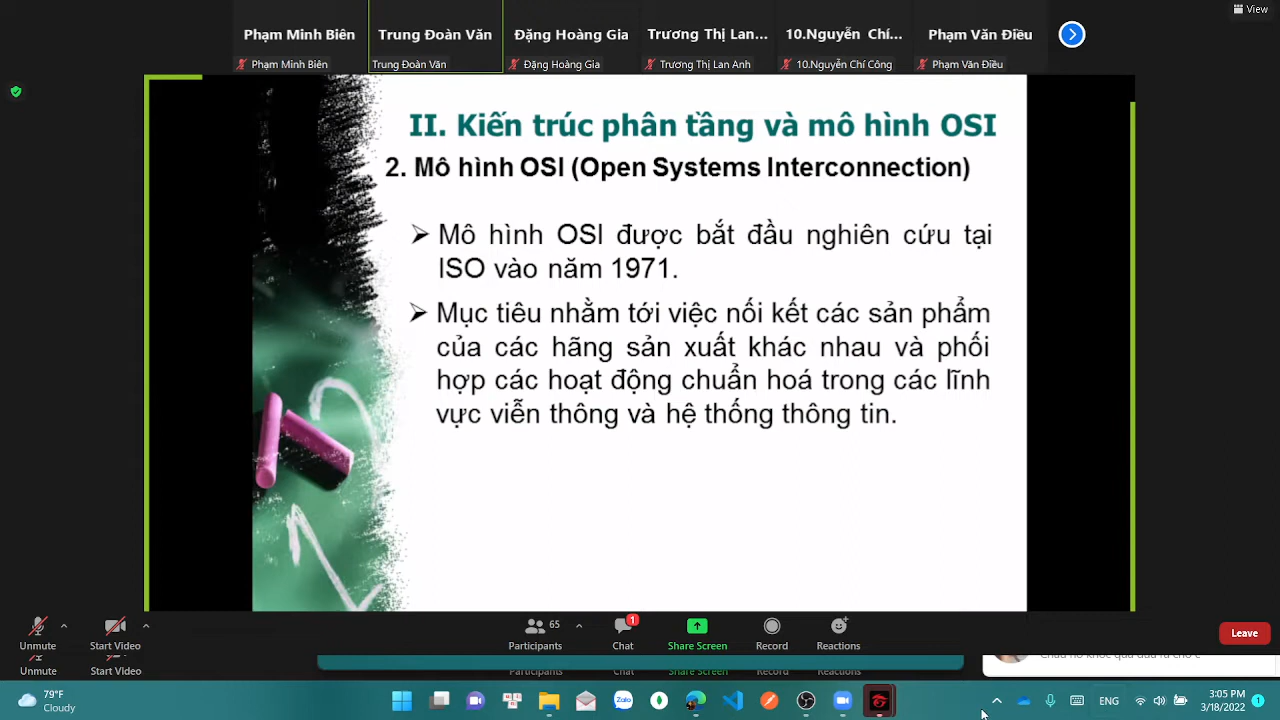 View
Phạm Minh Biên
Trung Đoàn Văn
Đặng Hoàng Gia
Trương Thị Lan...
10.Nguyễn Chí...
Phạm Văn Điều
Phạm Minh Biên
Trung Đoàn Văn
Đặng Hoàng Gia
Trương Thị Lan Anh
10.Nguyễn Chí Công
Phạm Văn Điều
II. Kiến trúc phân tầng và mô hình OSI
2. Mô hình OSI (Open Systems Interconnection)
Mô hình OSI được bắt đầu nghiên cứu tại
ISO vào năm 1971.
Mục tiêu nhằm tới việc nối kết các sản phẩm
của các hãng sản xuất khác nhau và phối
hợp các hoạt động chuẩn hoá trong các lĩnh
vực viễn thông và hệ thống thông tin.
65
1
Unmute
Start Video
Participants
Chat
Share Screen
Record
Reactions
Leave
Unmute
Start Video
Participants
Chat
Share Screen
Record
Reactions
79°F
Cloudy
Zalo
ENG
3:05 PM
3/18/2022
1